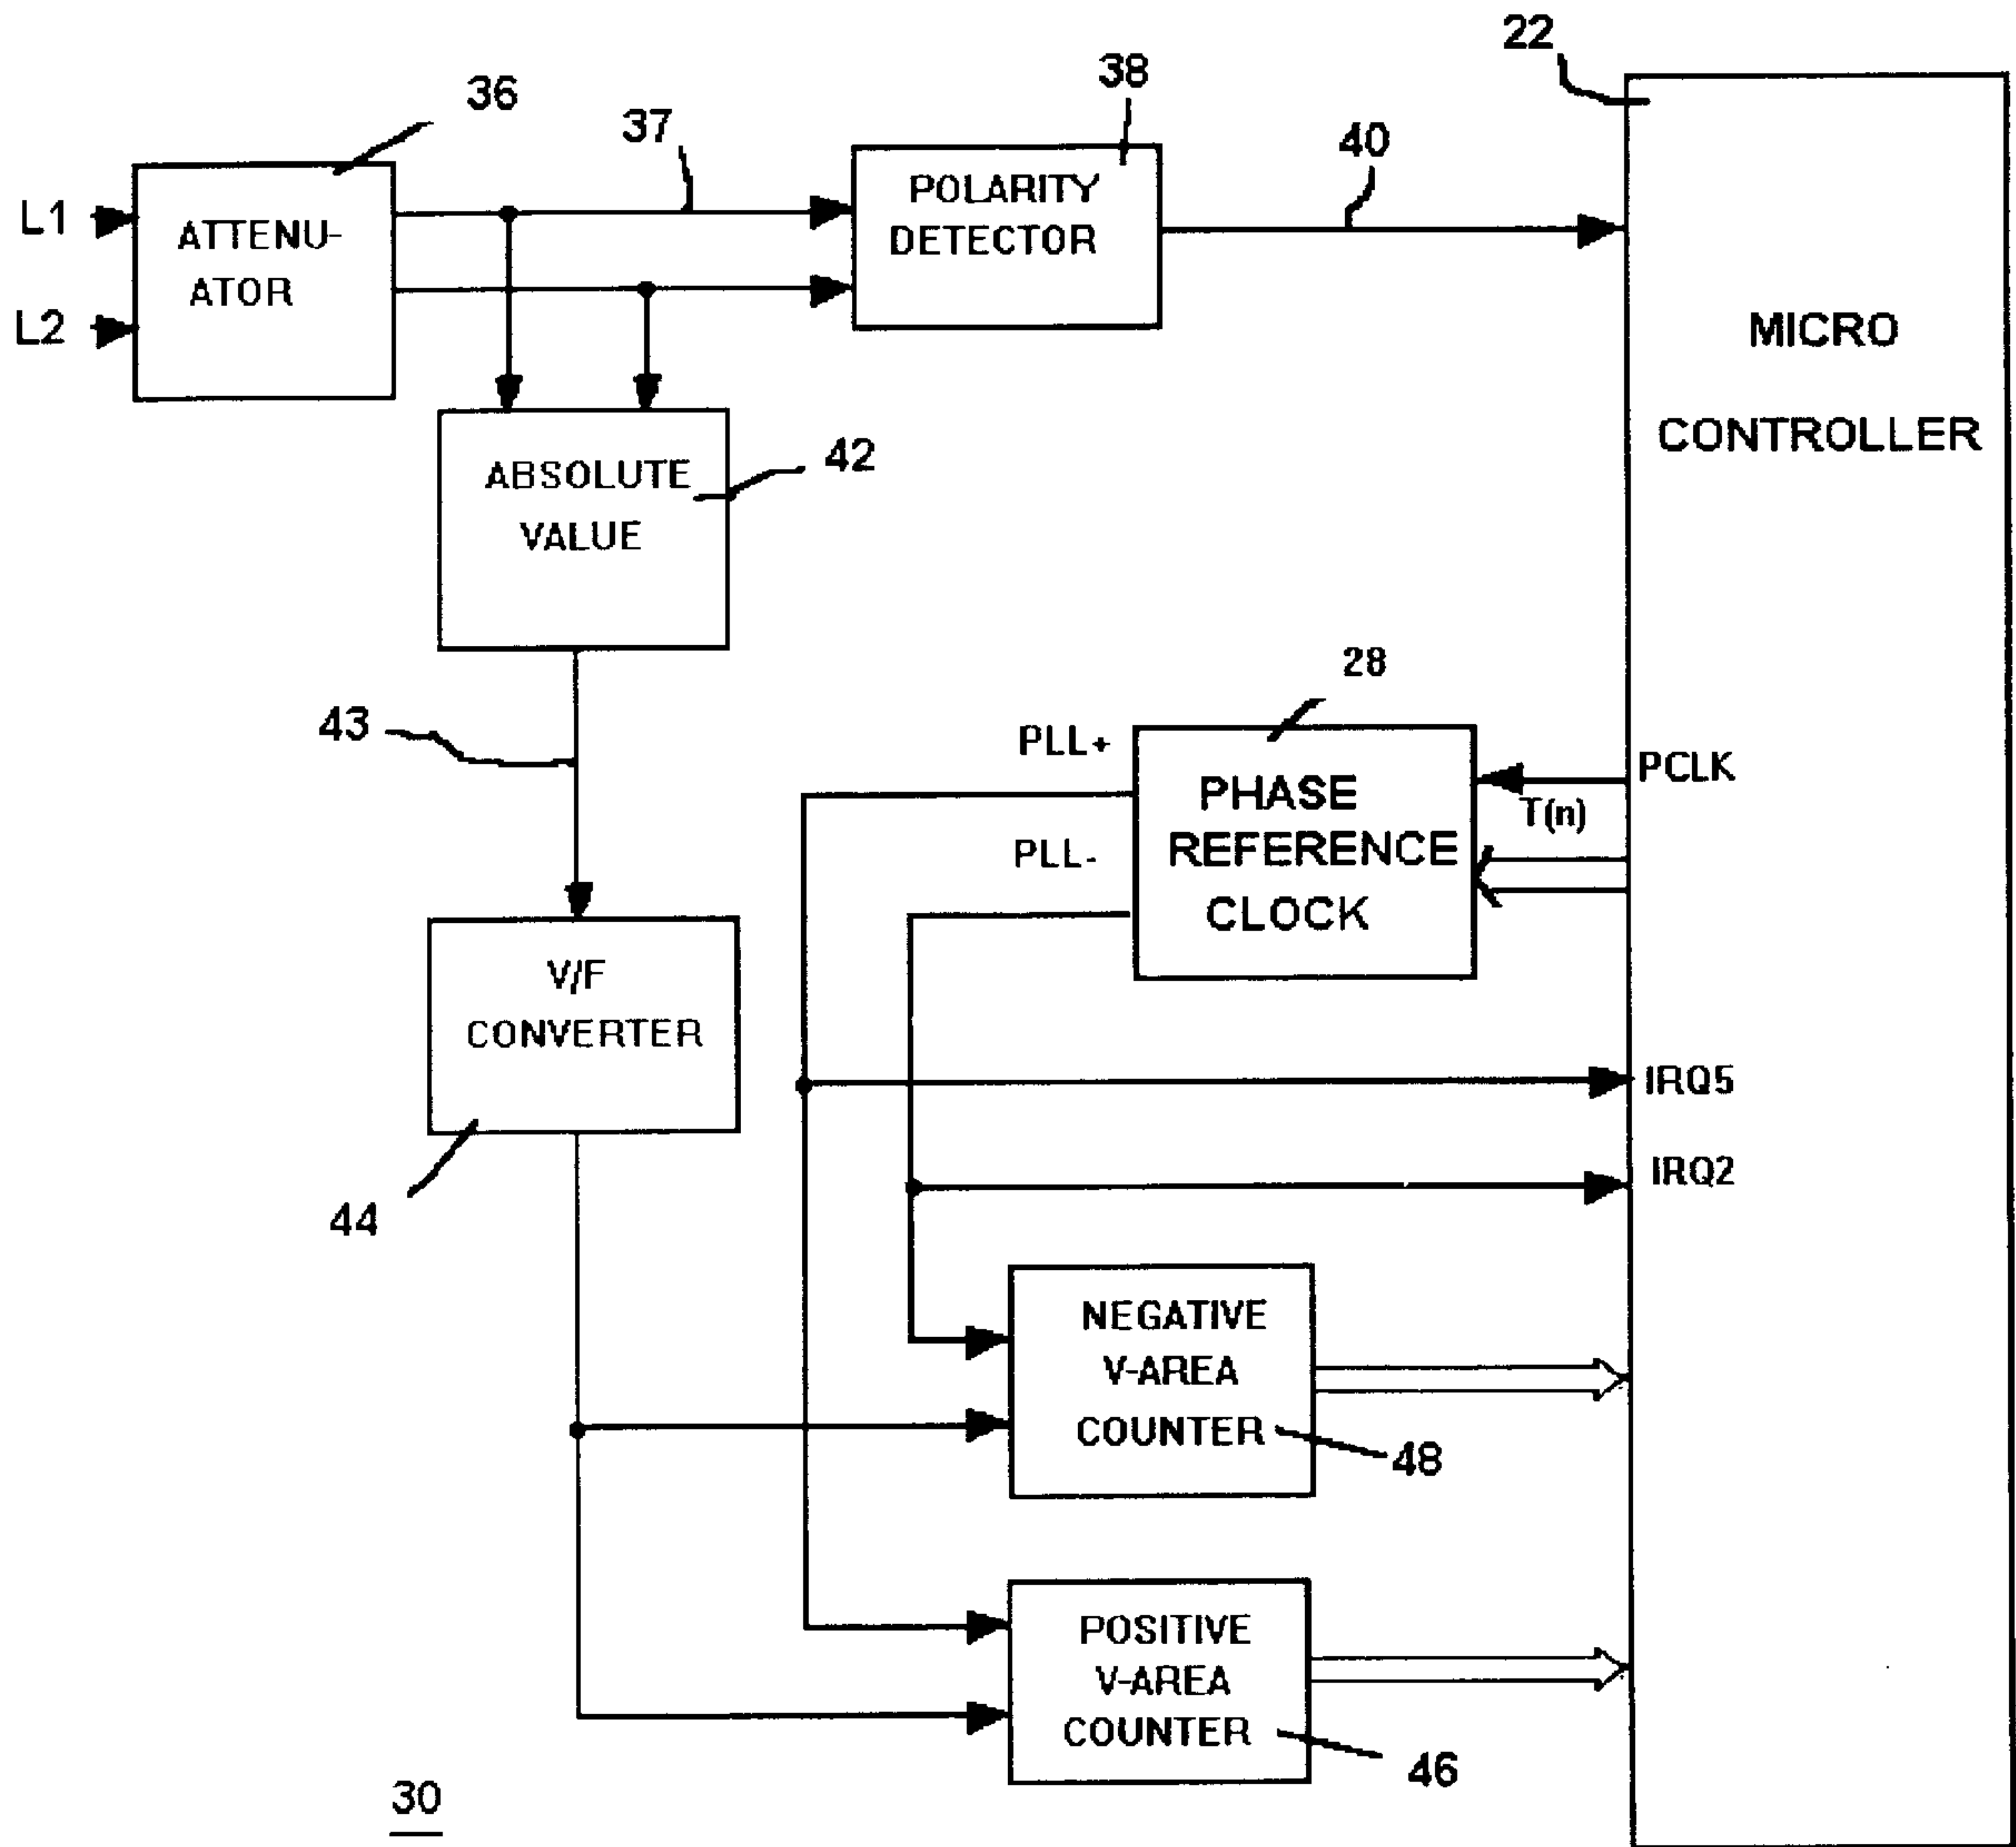 22
36
38
37
40
L1
L2
ATTENU-
ATOR
POLARITY
DETECTOR
MICRO
CONTROLLER
ABSOLUTE
VALUE
42
43
28
PLL+
PLL-
PHASE
REFERENCE
CLOCK
PCLK
T(n)
V/F
CONVERTER
44
IRQ5
IRQ2
NEGATIVE
V-AREA
COUNTER
48
POSITIVE
V-AREA
COUNTER
46
30